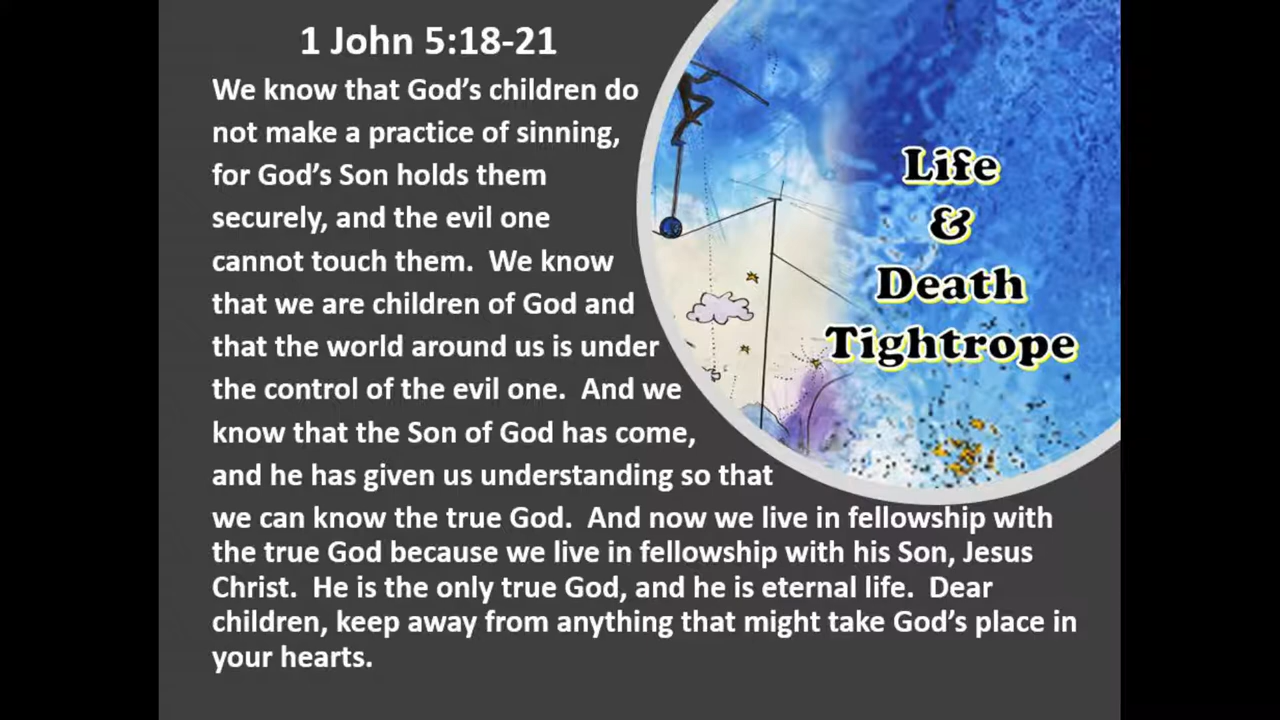 1 John 5:18-21
We know that God’s children do
not make a practice of sinning,
for God’s Son holds them
securely, and the evil one
cannot touch them.  We know
that we are children of God and
that the world around us is under
the control of the evil one.  And we
know that the Son of God has come,
and he has given us understanding so that
we can know the true God.  And now we live in fellowship with
the true God because we live in fellowship with his Son, Jesus
Christ.  He is the only true God, and he is eternal life.  Dear
children, keep away from anything that might take God’s place in
your hearts.
Life
&
Death
Tightrope